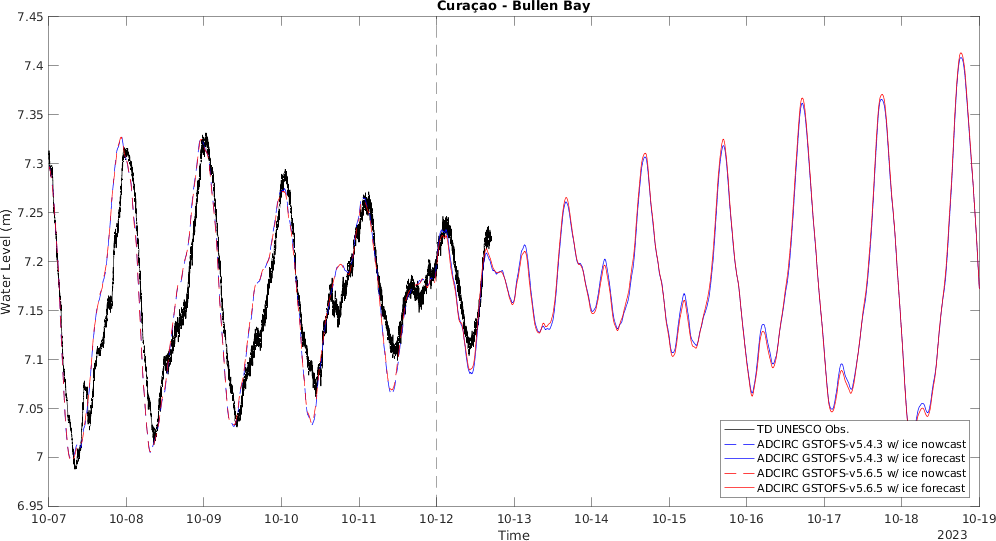 Curaçao - Bullen Bay
Water Level (m)
7.45
7.4
7.35
7.3
7.25
7.2
7.15
7.1
7.05
7
6.95
10-07 10-08 10-09 10-10 10-11 10-12 10-13 10-14 10-15 10-16 10-17 10-18 10-19
Time
2023
TD UNESCO Obs.
ADCIRC GSTOFS-v5.4.3 w/ ice nowcast
ADCIRC GSTOFS-v5.4.3 w/ ice forecast
ADCIRC GSTOFS-v5.6.5 w/ ice nowcast
ADCIRC GSTOFS-v5.6.5 w/ ice forecast